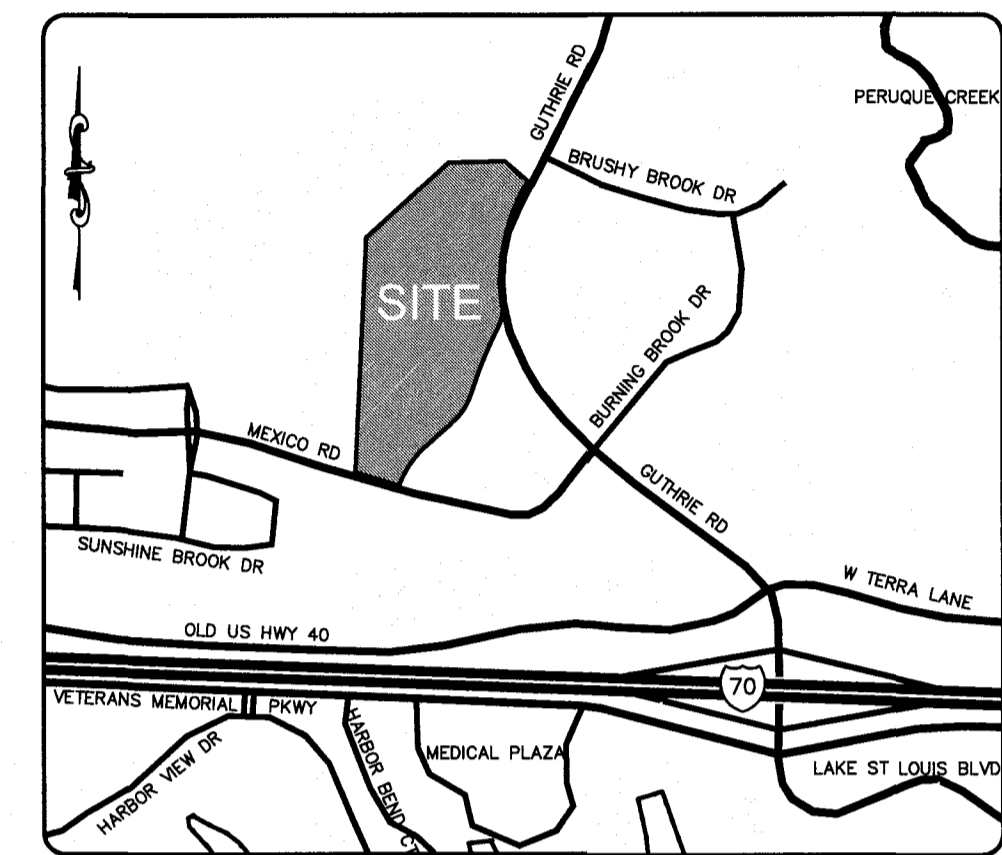 GUTHRIE RD
PERUQUE CREEK
BRUSHY BROOK DR
SITE
BURNING BROOK DR
MEXICO RD
GUTHRIE RD
SUNSHINE BROOK DR
W TERRA LANE
OLD US HWY 40
70
VETERANS MEMORIAL PKWY
HARBOR BEND CT
MEDICAL PLAZA
HARBOR VIEW DR
LAKE ST LOUIS BLVD